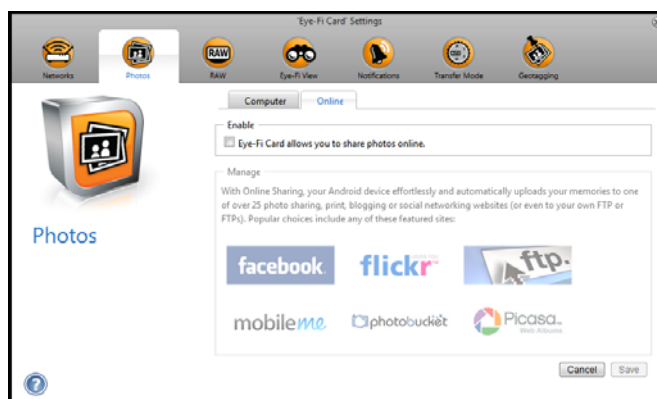 'Eye-Fi Card' Settings
Networks Photos RAW RAW Eye-Fi View Notifications Transfer Mode Geotagging
Computer Online
Enable
Eye-Fi Card allows you to share photos online.
Manage
With Online Sharing, your Android device effortlessly and automatically uploads your memories to one
of over 25 photo sharing, print, blogging or social networking websites (or even to your own FTP or
FTPs). Popular choices include any of these featured sites:
Photos
facebook. flickr ftp.
mobileme photobucket Picasa™
Web Albums
Cancel Save
?